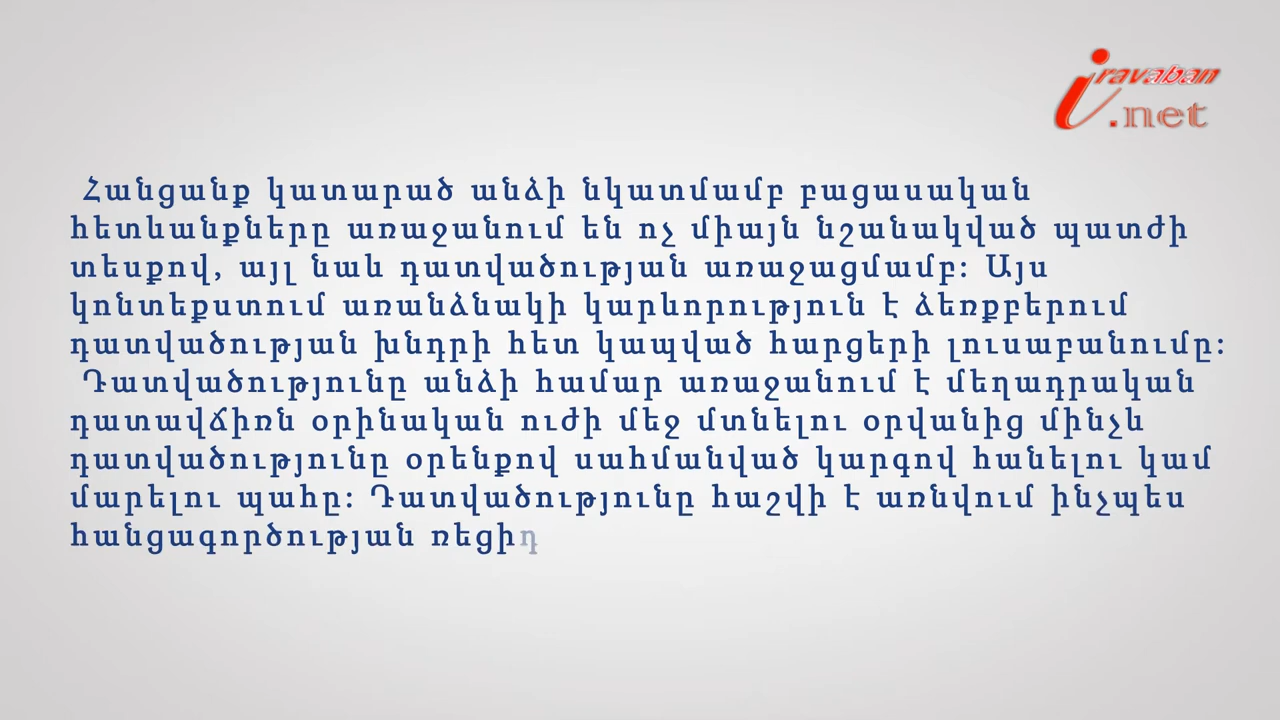 iravaban
.net
Հանցանք կատարած անձի նկատմամբ բացասական
հետևանքները առաջանում են ոչ միայն նշանակված պատժի
տեսքով, այլ նաև դատվածության առաջացմամբ: Այս
կոնտեքստում առանձնակի կարևորություն է ձեռքբերում
դատվածության խնդրի հետ կապված հարցերի լուսաբանումը:
Դատվածությունը անձի համար առաջանում է մեղադրական
դատավճիռն օրինական ուժի մեջ մտնելու օրվանից մինչև
դատվածությունը օրենքով սահմանված կարգով հանելու կամ
մարելու պահը: Դատվածությունը հաշվի է առնվում ինչպես
հանցագործության ռեցիդ